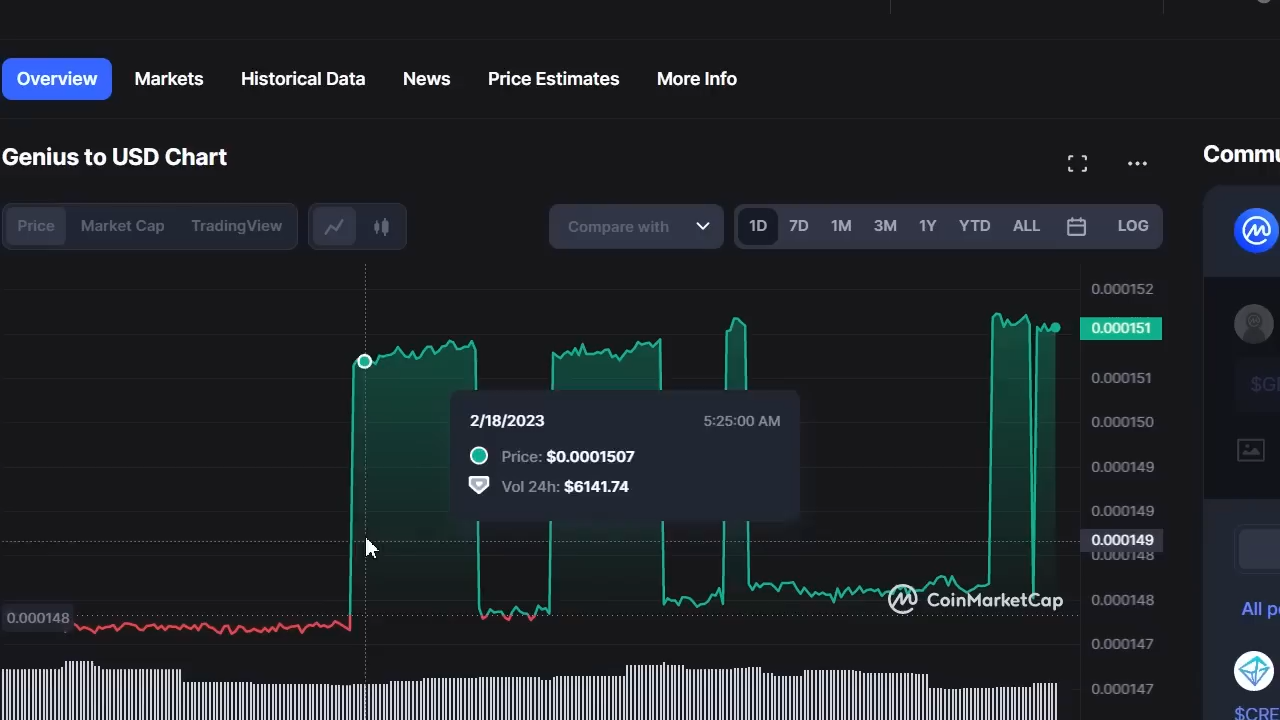 Overview Markets Historical Data News Price Estimates More Info
Genius to USD Chart
Commu
Price Market Cap TradingView
Compare with
1D 7D 1M 3M 1Y YTD ALL LOG
0.000152
0.000151
0.000151
0.000150
0.000149
0.000149
0.000149
0.000148
0.000148
0.000147
0.000147
2/18/2023 5:25:00 AM
Price: $0.0001507
Vol 24h: $6141.74
0.000148
CoinMarketCap
All po
$CRE